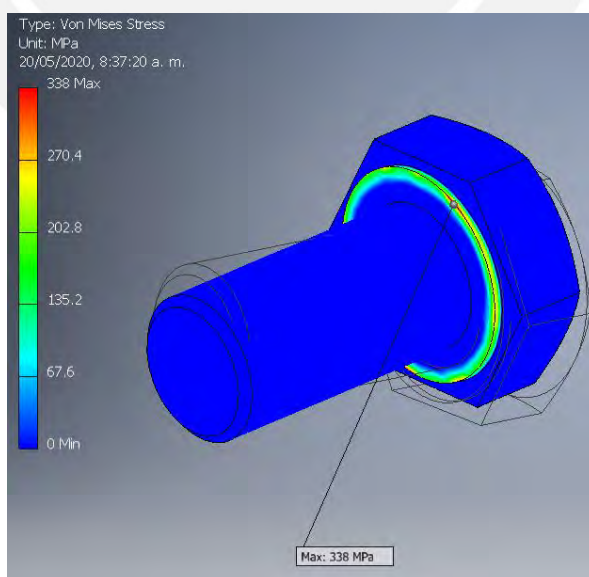 Type: Von Mises Stress
Unit: MPa
20/05/2020, 8:37:20 a. m.
338 Max
270,4
202.8
135.2
67.6
0 Min
Max: 338 MPa